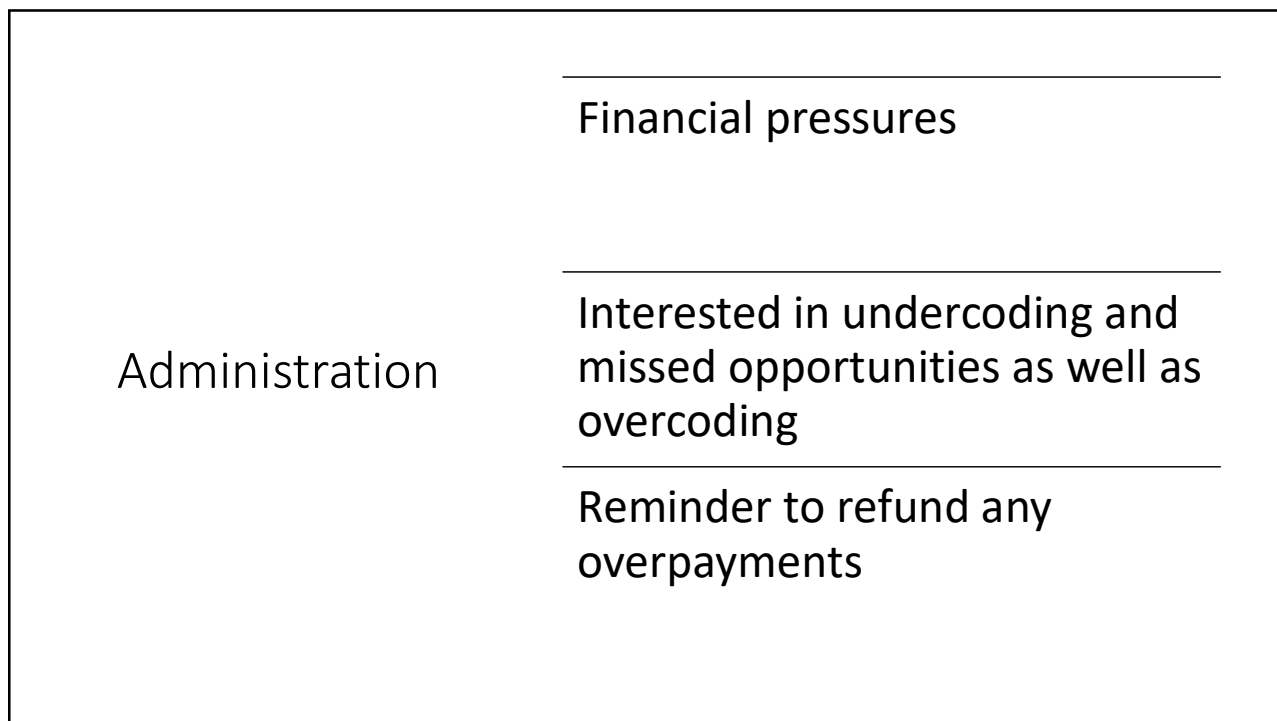 Administration
Financial pressures
Interested in undercoding and
missed opportunities as well as
overcoding
Reminder to refund any
overpayments